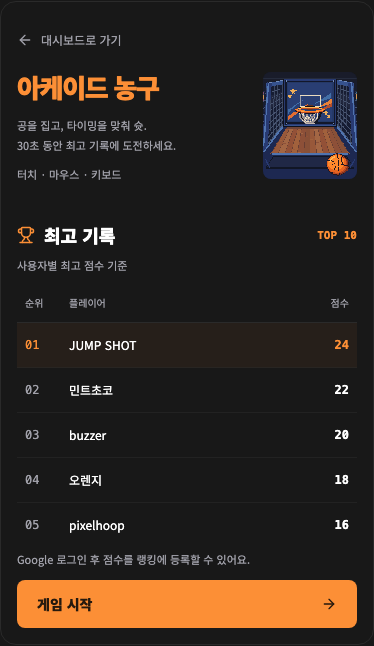 대시보드로 가기
아케이드 농구
공을 집고, 타이밍을 맞춰 슛.
30초 동안 최고 기록에 도전하세요.
터치 · 마우스 · 키보드
최고 기록
TOP 10
사용자별 최고 점수 기준
순위 플레이어 점수
01 JUMP SHOT 24
02 민트초코 22
03 buzzer 20
04 오렌지 18
05 pixelhoop 16
Google 로그인 후 점수를 랭킹에 등록할 수 있어요.
게임 시작